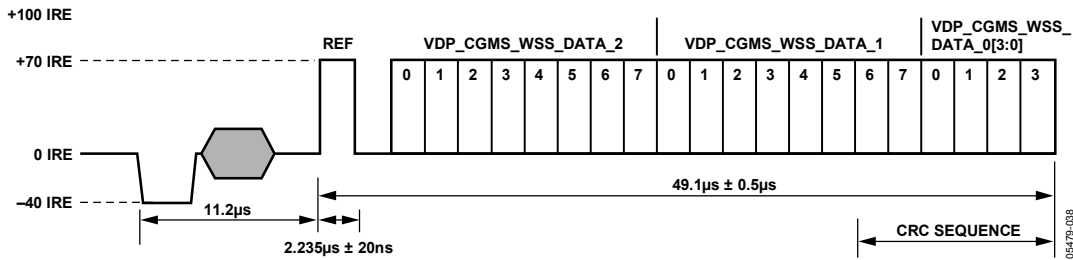 +100 IRE
REF
VDP_CGMS_WSS_DATA_2
VDP_CGMS_WSS_DATA_1
VDP_CGMS_WSS_
DATA_0[3:0]
+70 IRE
0 1 2 3 4 5 6 7 0 1 2 3 4 5 6 7 0 1 2 3
0 IRE
49.1µs ± 0.5µs
–40 IRE
11.2µs
CRC SEQUENCE
2.235µs ± 20ns
05479-038